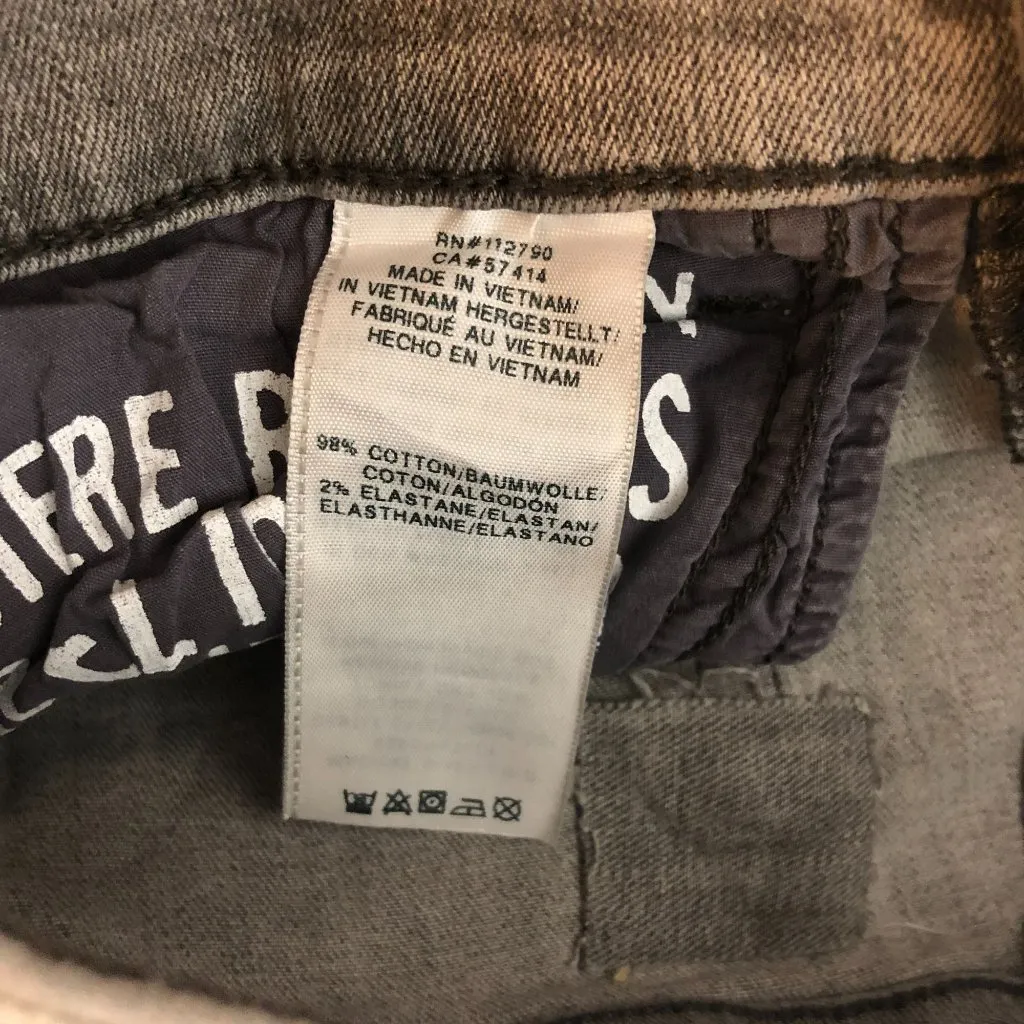 RN#112790
CA#57414
MADE IN VIETNAM/
IN VIETNAM HERGESTELLT/
FABRIQUÉ AU VIETNAM/
HECHO EN VIETNAM
98% COTTON/BAUMWOLLE/
COTON/ALGODÓN
2% ELASTANE/ELASTAN/
ELASTHANNE/ELASTANO